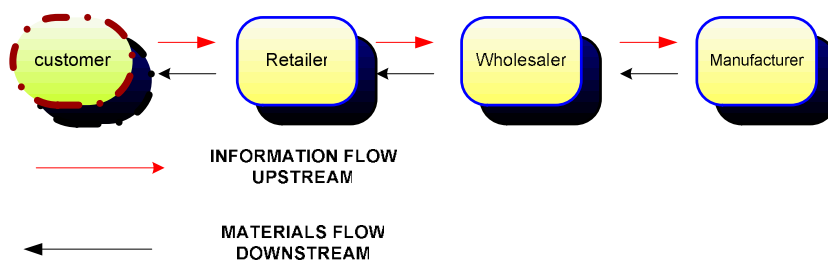 customer
Retailer
Wholesaler
Manufacturer
INFORMATION FLOW
UPSTREAM
MATERIALS FLOW
DOWNSTREAM